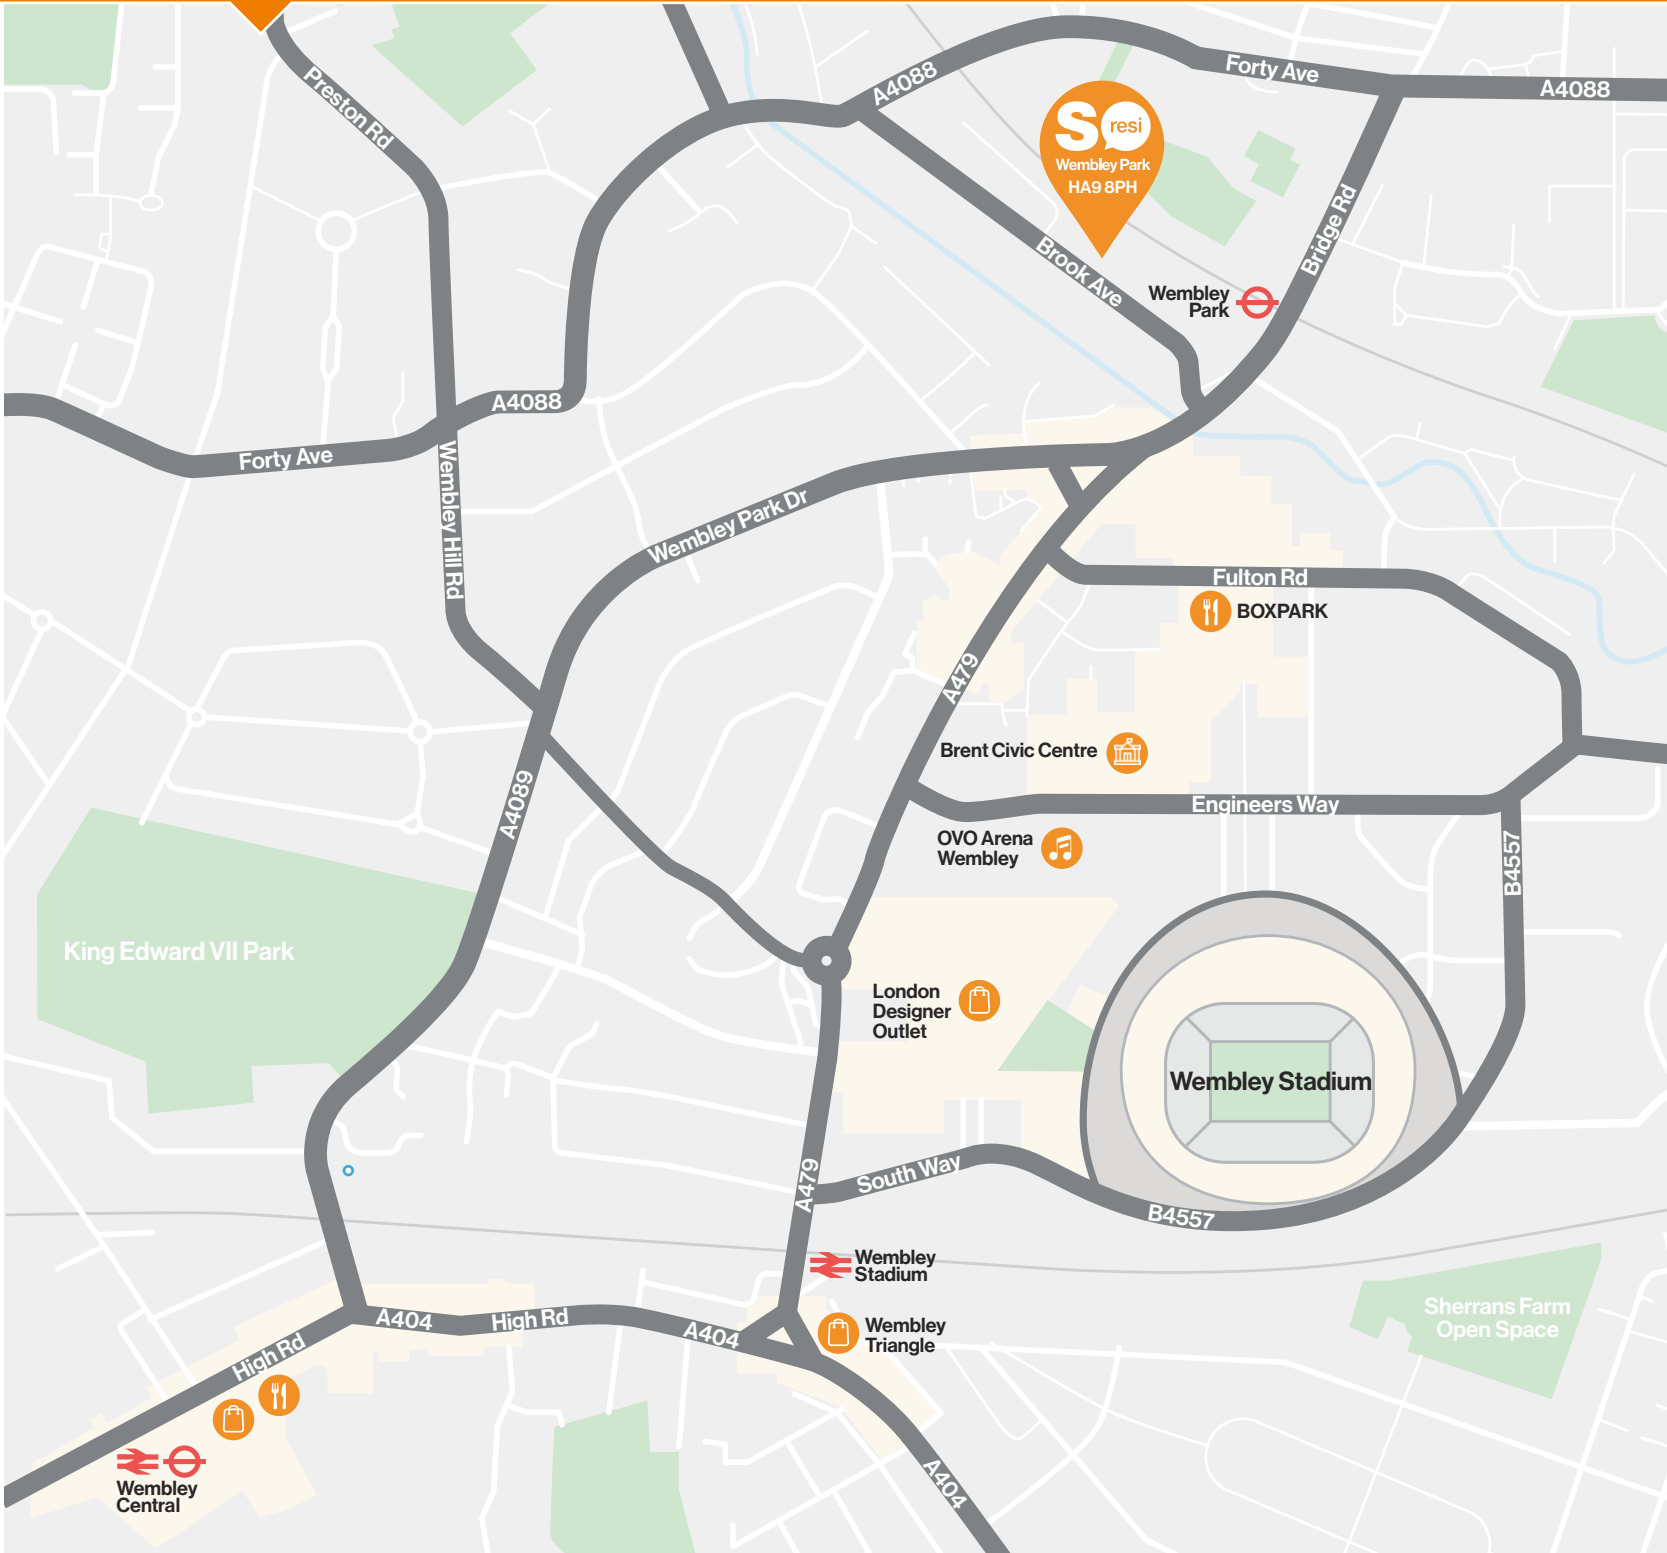 Preston Rd
A4088
Forty Ave
A4088
SO resi
Wembley Park
HA9 8PH
Bridge Rd
Brook Ave
Wembley
Park
A4088
Forty Ave
Wembley Hill Rd
Wembley Park Dr
Fulton Rd
BOXPARK
A479
Brent Civic Centre
A4089
Engineers Way
OVO Arena
Wembley
B4557
King Edward VII Park
London
Designer
Outlet
Wembley Stadium
A479
South Way
B4557
Wembley
Stadium
Sherrans Farm
Open Space
A404
High Rd
A404
Wembley
Triangle
High Rd
Wembley
Central
A404